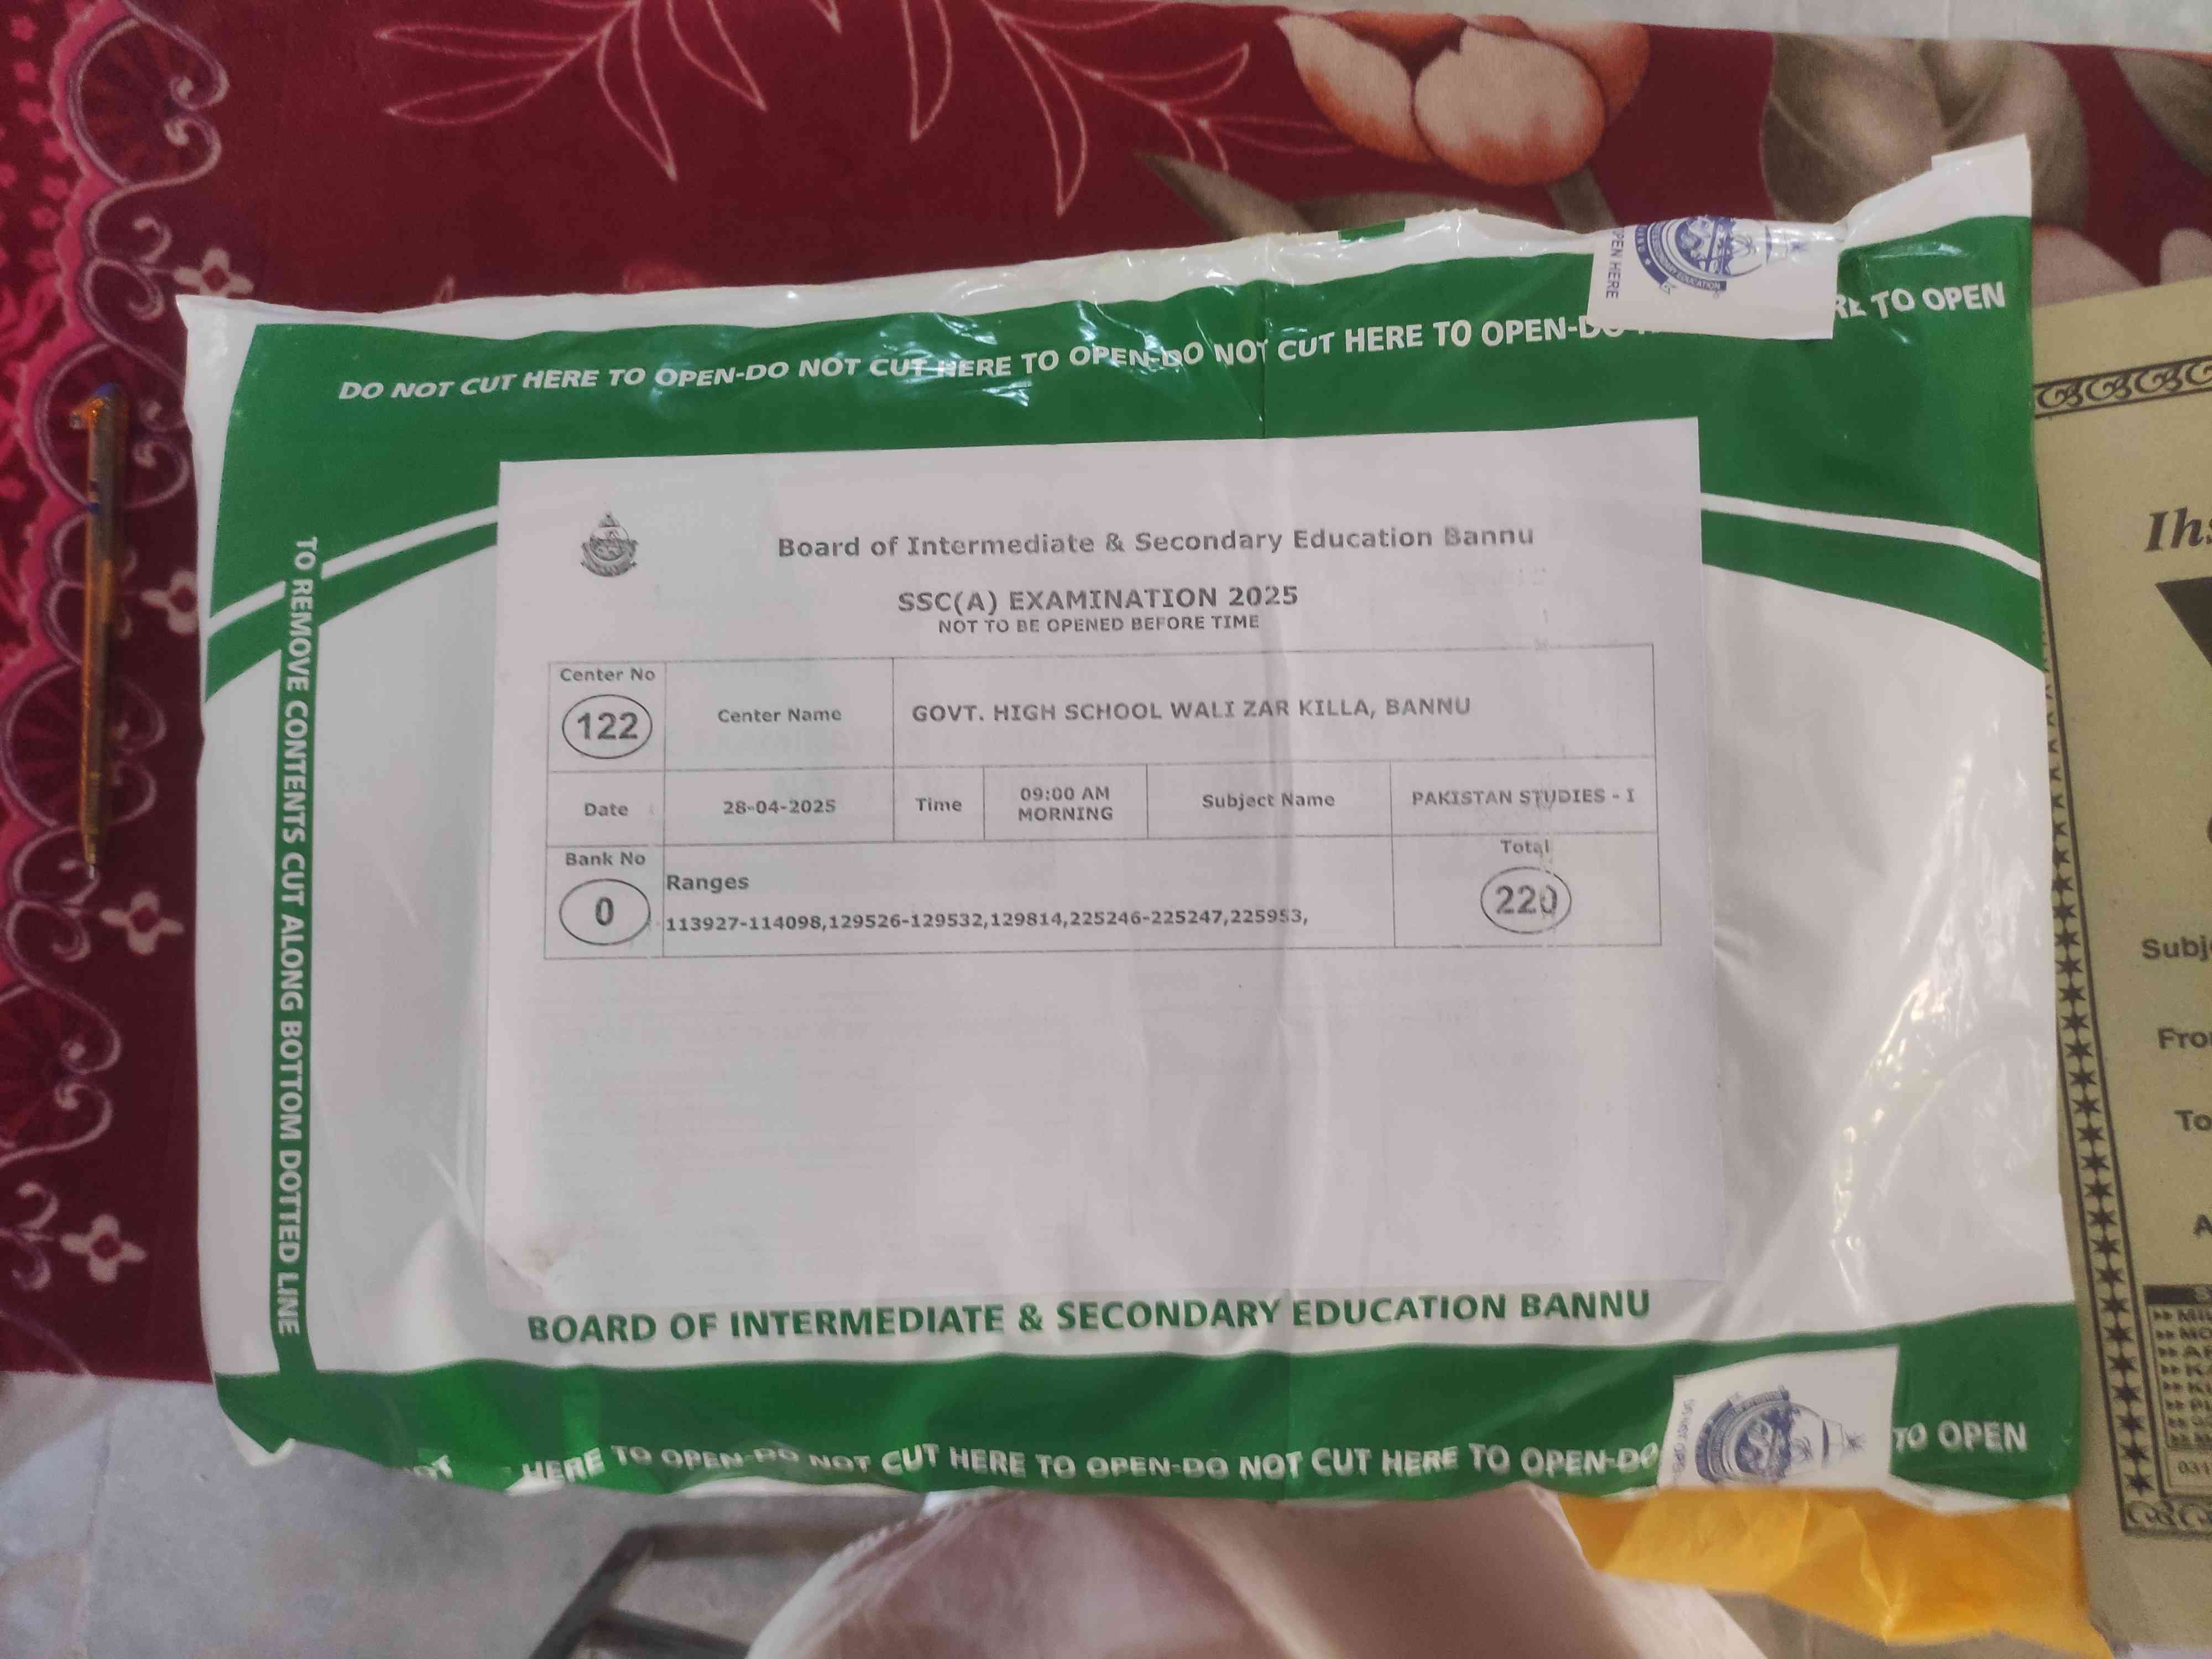 DO NOT CUT HERE TO OPEN-DO NOT CUT HERE TO OPEN-DO NOT CUT HERE TO OPEN-DO
RE TO OPEN
PEN HERE
TO REMOVE CONTENTS CUT ALONG BOTTOM DOTTED LINE
Board of Intermediate & Secondary Education Bannu
SSC(A) EXAMINATION 2025
NOT TO BE OPENED BEFORE TIME
Center No
122
Center Name
GOVT. HIGH SCHOOL WALI ZAR KILLA, BANNU
Date
28-04-2025
Time
09:00 AM
MORNING
Subject Name
PAKISTAN STUDIES - I
Bank No
0
Ranges
113927-114098,129526-129532,129814,225246-225247,225953,
Total
220
BOARD OF INTERMEDIATE & SECONDARY EDUCATION BANNU
HERE TO OPEN-DO NOT CUT HERE TO OPEN-DO NOT CUT HERE TO OPEN-DO
TO OPEN
Ihs
Subj
Fro
To
A
031